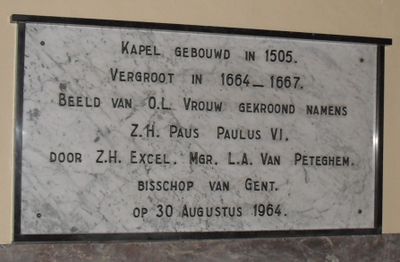 Kapel gebouwd in 1505.
Vergroot in 1664-1667.
Beeld van O.L. Vrouw gekroond namens
Z.H. Paus Paulus VI.
door Z.H. Excel. Mgr. L.A. Van Peteghem.
bisschop van Gent.
op 30 Augustus 1964.